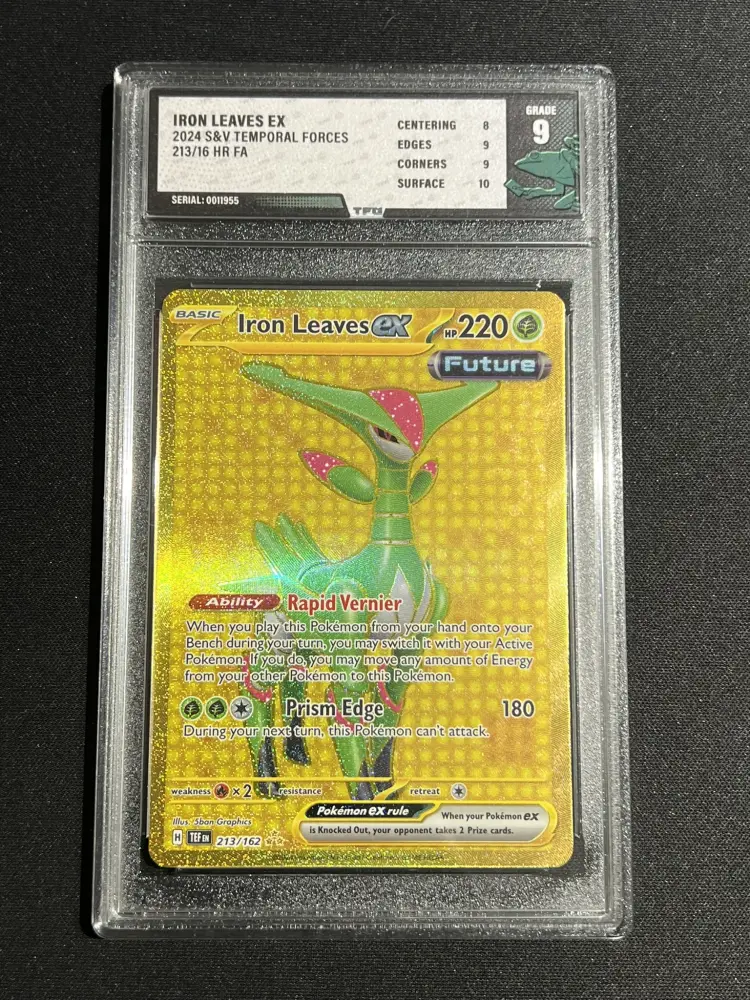 IRON LEAVES EX
2024 S&V TEMPORAL FORCES
213/16 HR FA
CENTERING 8
EDGES 9
CORNERS 9
SURFACE 10
GRADE
9
SERIAL: 0011955
TFG
BASIC
Iron Leaves ex HP 220
Future
Ability Rapid Vernier
When you play this Pokémon from your hand onto your
Bench during your turn, you may switch it with your Active
Pokémon. If you do, you may move any amount of Energy
from your other Pokémon to this Pokémon.
Prism Edge 180
During your next turn, this Pokémon can't attack.
weakness ×2 resistance retreat
Illus. 5ban Graphics
Pokémon ex rule
When your Pokémon ex
is Knocked Out, your opponent takes 2 Prize cards.
H TEF EN 213/162